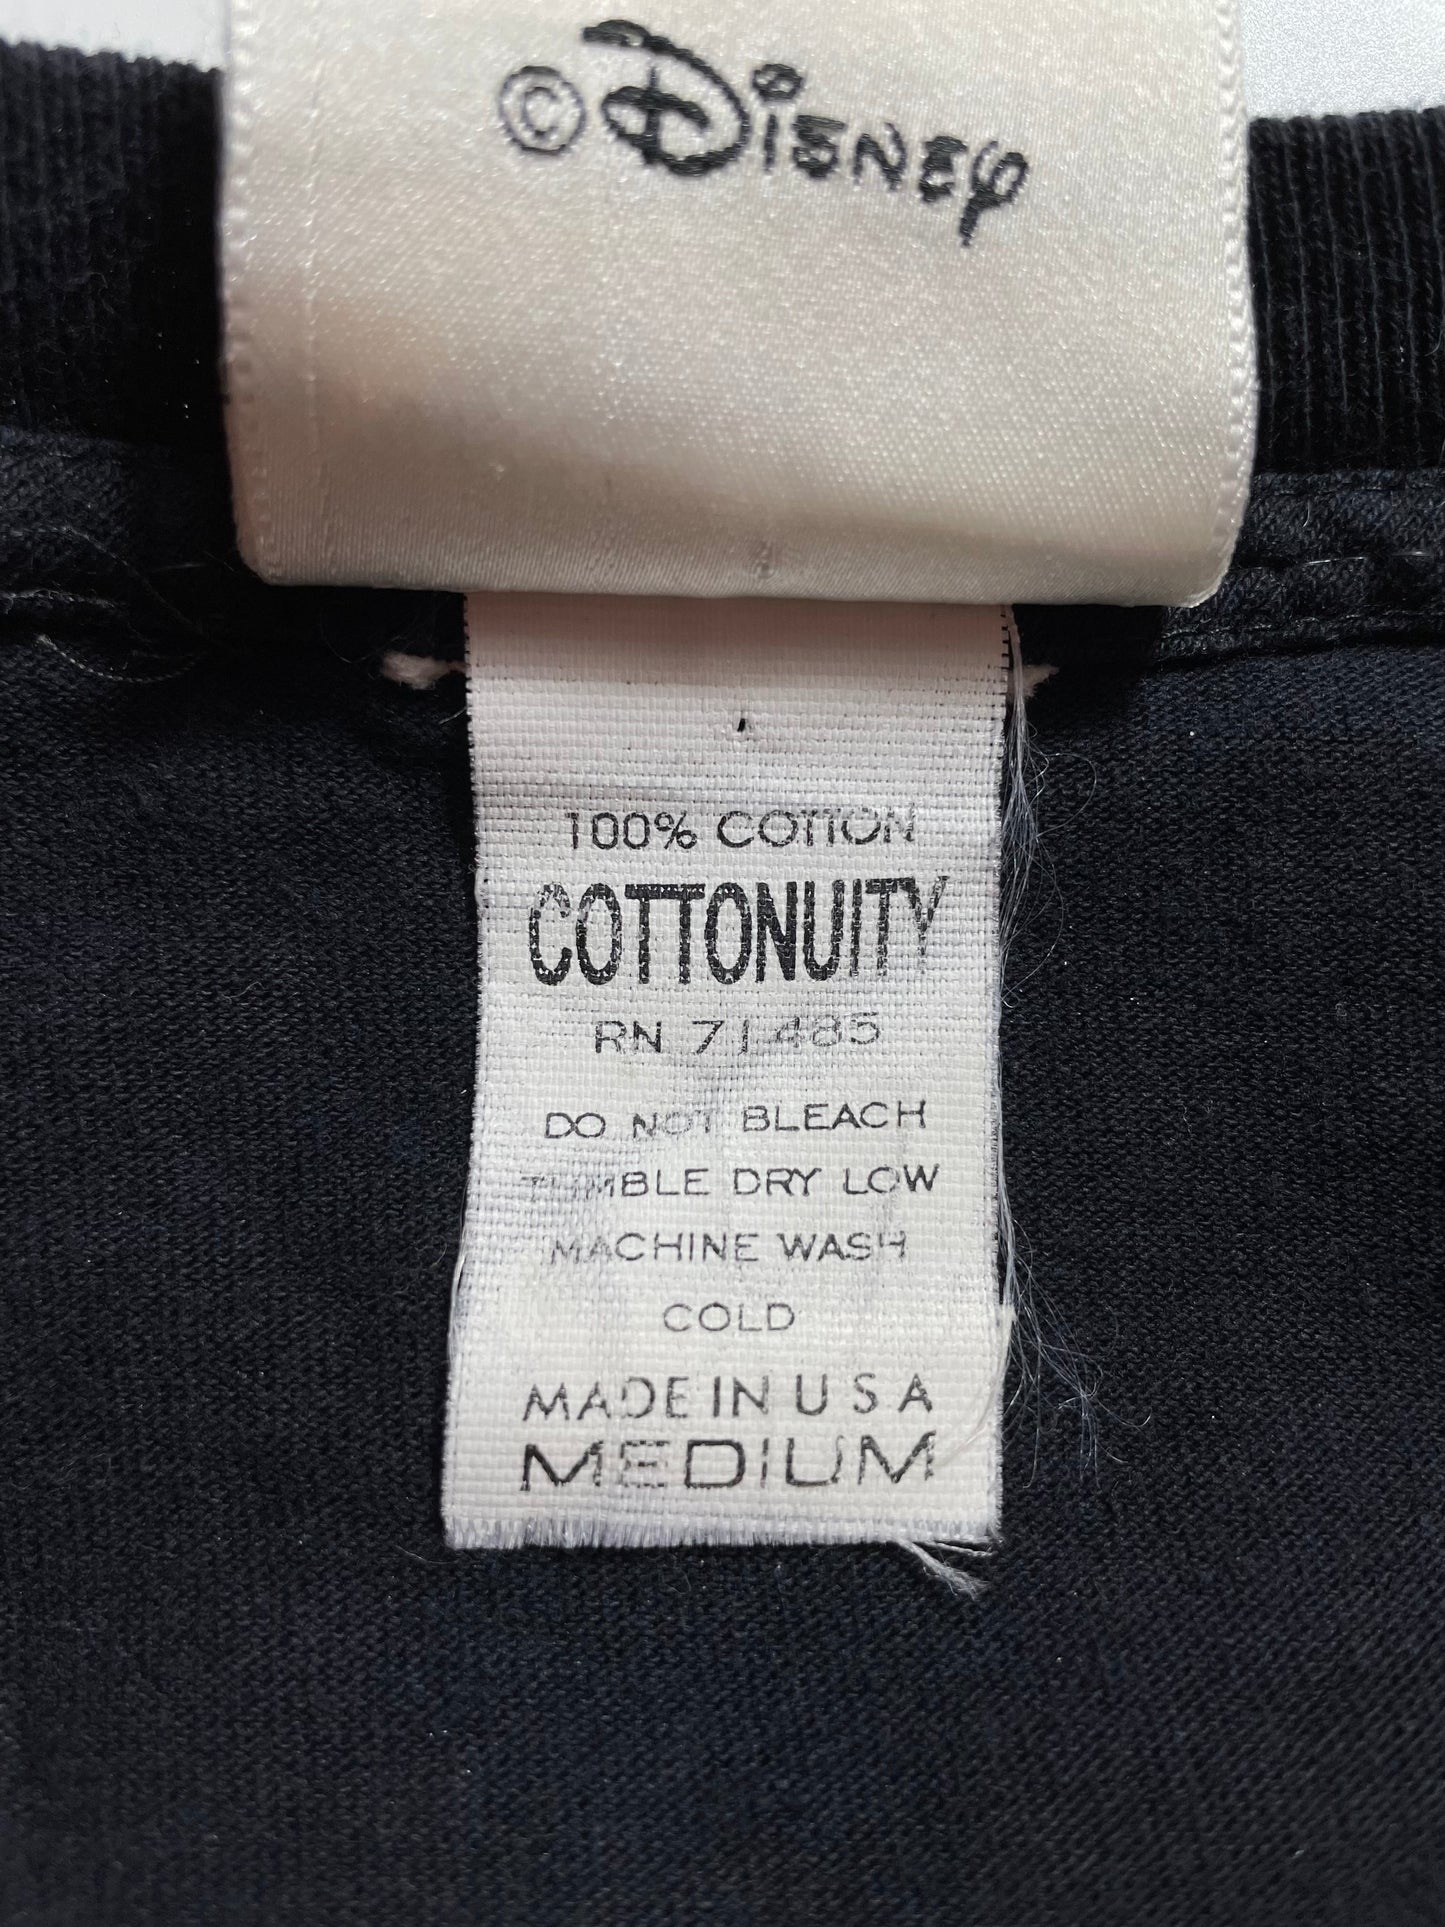 © Disney
100% COTTON
COTTONUITY
RN 71485
DO NOT BLEACH
TUMBLE DRY LOW
MACHINE WASH
COLD
MADE IN U S A
MEDIUM